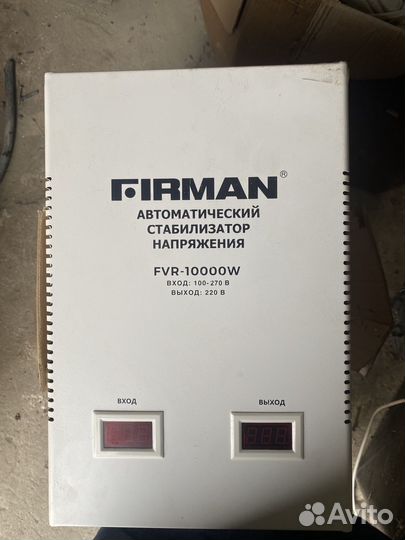 FIRMAN®
АВТОМАТИЧЕСКИЙ
СТАБИЛИЗАТОР
НАПРЯЖЕНИЯ
FVR-10000W
ВХОД: 100-270 В
ВЫХОД: 220 В
ВХОД
ВЫХОД
Avito